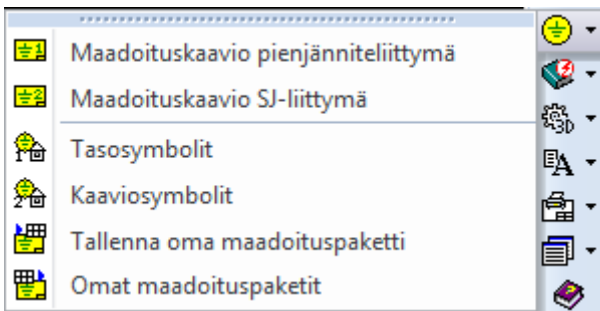 Maadoituskaavio pienjänniteliittymä
Maadoituskaavio SJ-liittymä
Tasosymbolit
Kaaviosymbolit
Tallenna oma maadoituspaketti
Omat maadoituspaketit